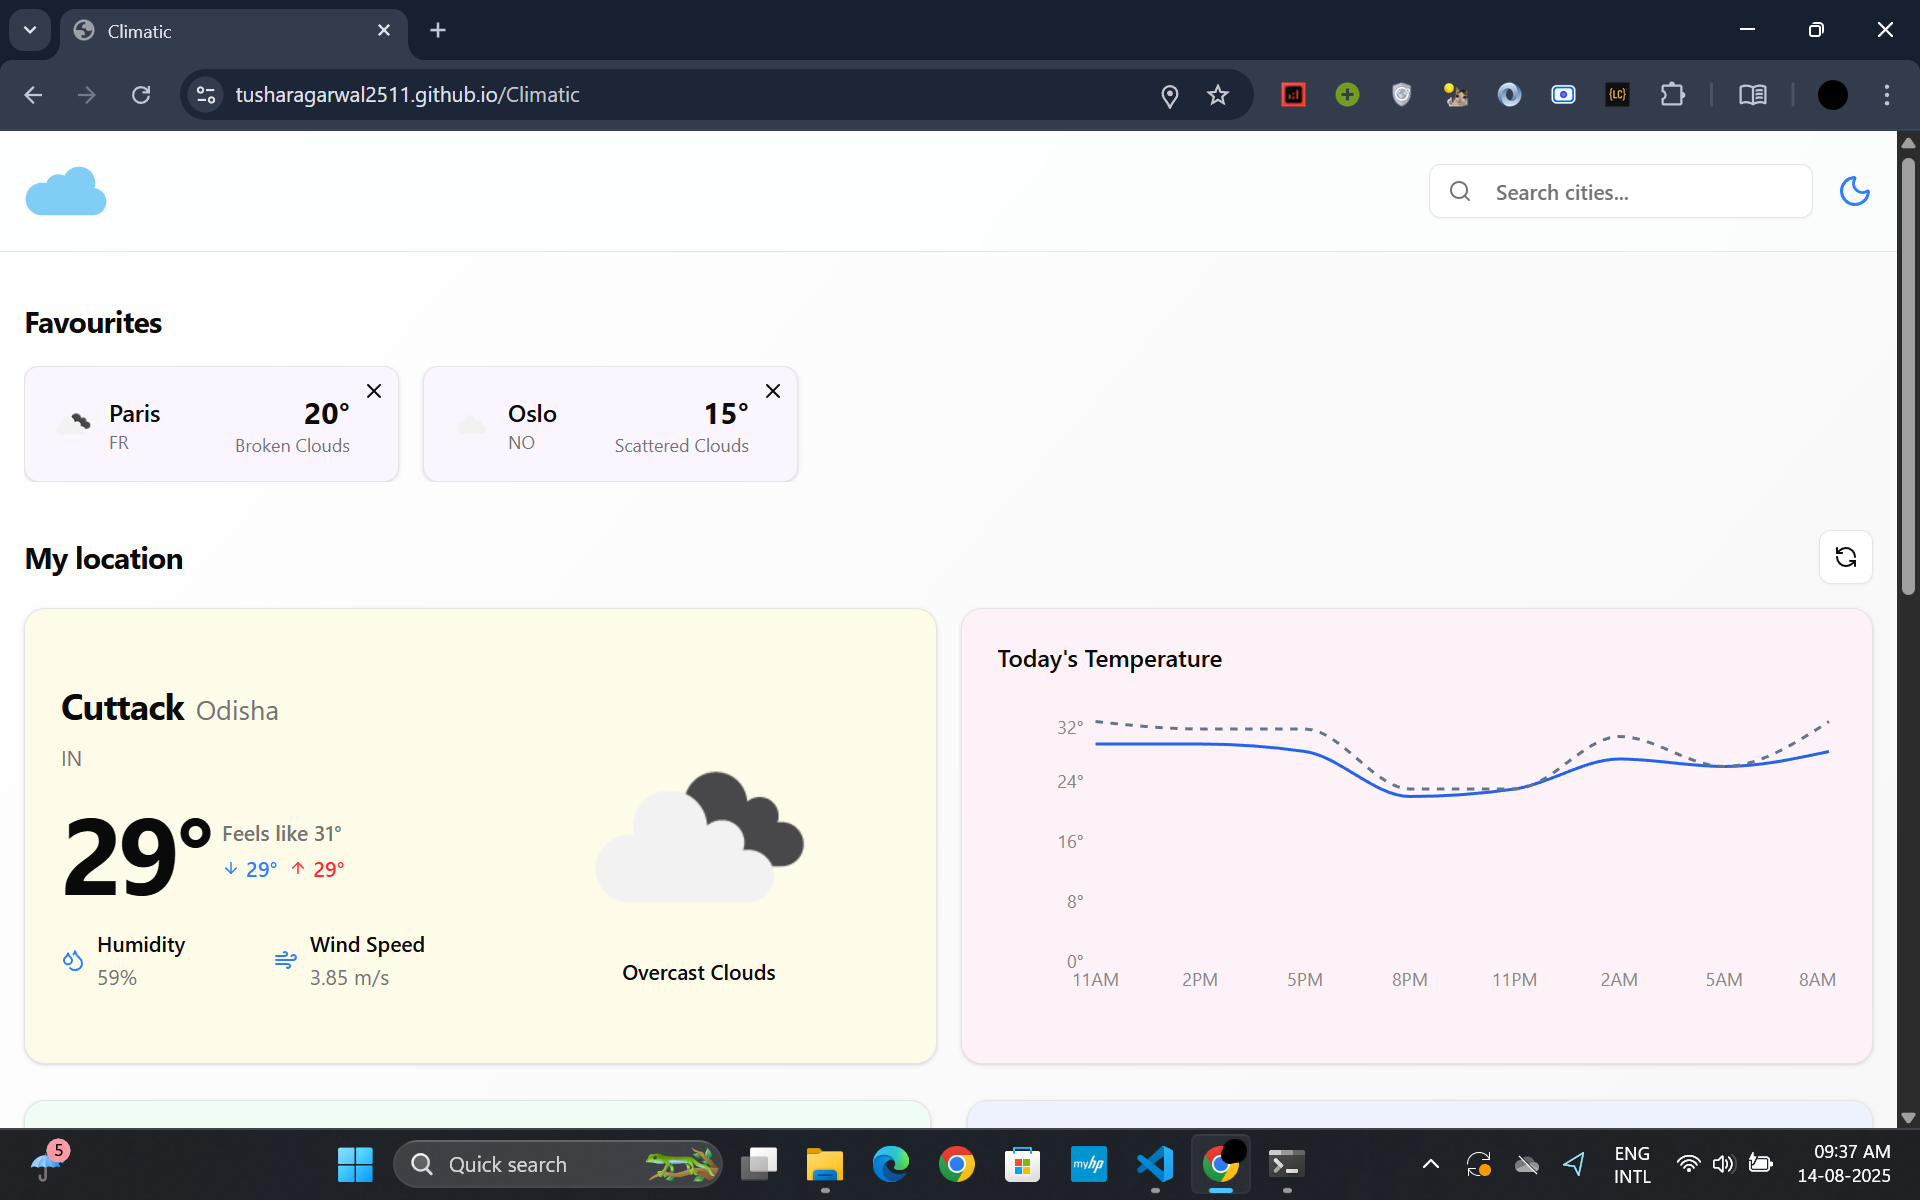 Climatic
tusharagarwal2511.github.io/Climatic
{LC}
Search cities...
Favourites
Paris
FR
20°
Broken Clouds
Oslo
NO
15°
Scattered Clouds
My location
Cuttack Odisha
IN
29° Feels like 31°
↓ 29° ↑ 29°
Humidity
59%
Wind Speed
3.85 m/s
Overcast Clouds
Today's Temperature
32°
24°
16°
8°
0°
11AM 2PM 5PM 8PM 11PM 2AM 5AM 8AM
5
Quick search
myhp
ENG
INTL
09:37 AM
14-08-2025